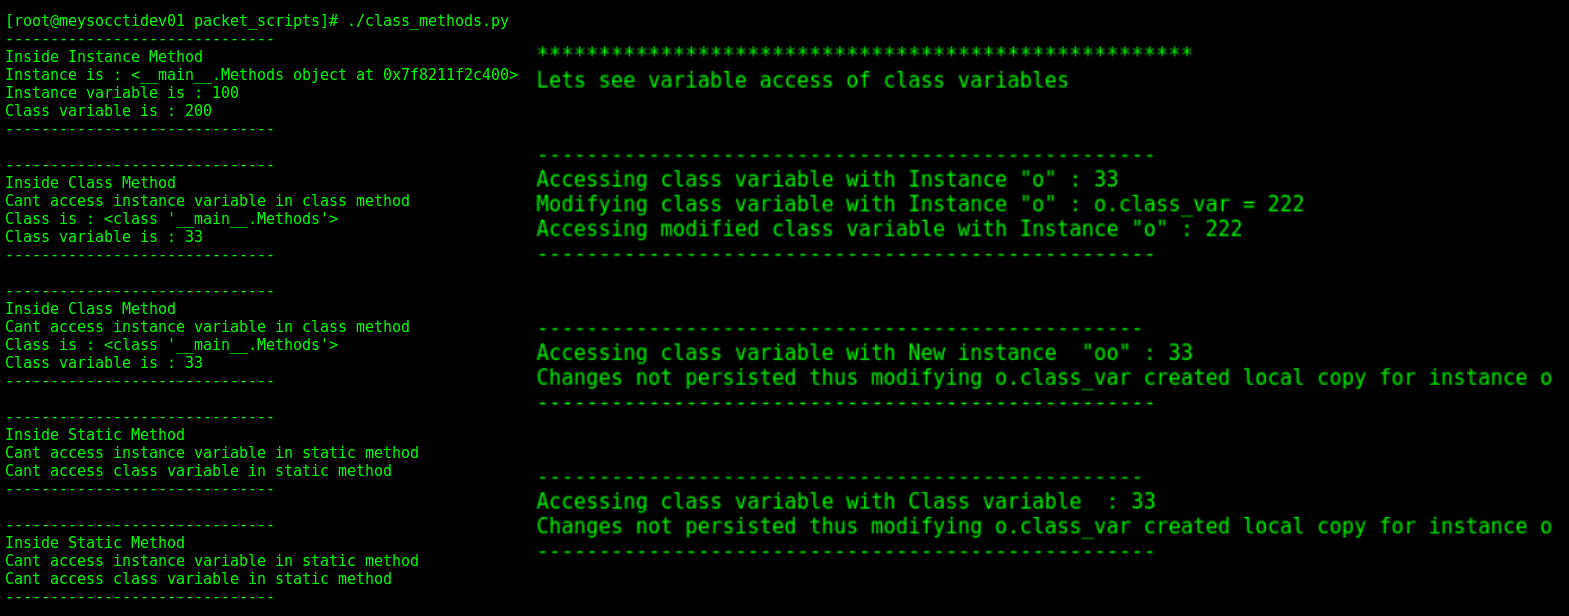 [root@meysocctidev01 packet_scripts]# ./class_methods.py
------------------------------
Inside Instance Method
Instance is : <__main__.Methods object at 0x7f8211f2c400>
Instance variable is : 100
Class variable is : 200
------------------------------
------------------------------
Inside Class Method
Cant access instance variable in class method
Class is : <class '__main__.Methods'>
Class variable is : 33
------------------------------
------------------------------
Inside Class Method
Cant access instance variable in class method
Class is : <class '__main__.Methods'>
Class variable is : 33
------------------------------
------------------------------
Inside Static Method
Cant access instance variable in static method
Cant access class variable in static method
------------------------------
------------------------------
Inside Static Method
Cant access instance variable in static method
Cant access class variable in static method
------------------------------
*****************************************************
Lets see variable access of class variables
--------------------------------------------------
Accessing class variable with Instance "o" : 33
Modifying class variable with Instance "o" : o.class_var = 222
Accessing modified class variable with Instance "o" : 222
--------------------------------------------------
-------------------------------------------------
Accessing class variable with New instance  "oo" : 33
Changes not persisted thus modifying o.class_var created local copy for instance o
--------------------------------------------------
-------------------------------------------------
Accessing class variable with Class variable  : 33
Changes not persisted thus modifying o.class_var created local copy for instance o
--------------------------------------------------